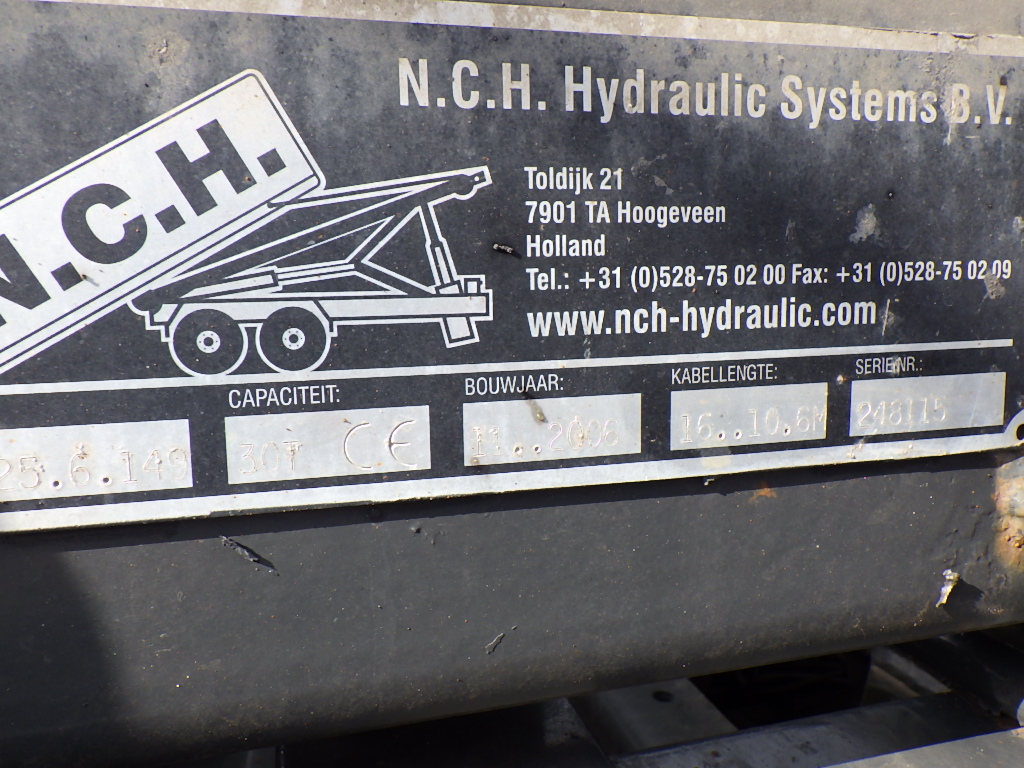 N.C.H. Hydraulic Systems B.V.
N.C.H.
Toldijk 21
7901 TA Hoogeveen
Holland
Tel.: +31 (0)528-75 02 00 Fax: +31 (0)528-75 02 09
www.nch-hydraulic.com
CAPACITEIT: BOUWJAAR: KABELLENGTE: SERIENR.:
25.6.149 30T CE 11..2006 16..10,6M 248115